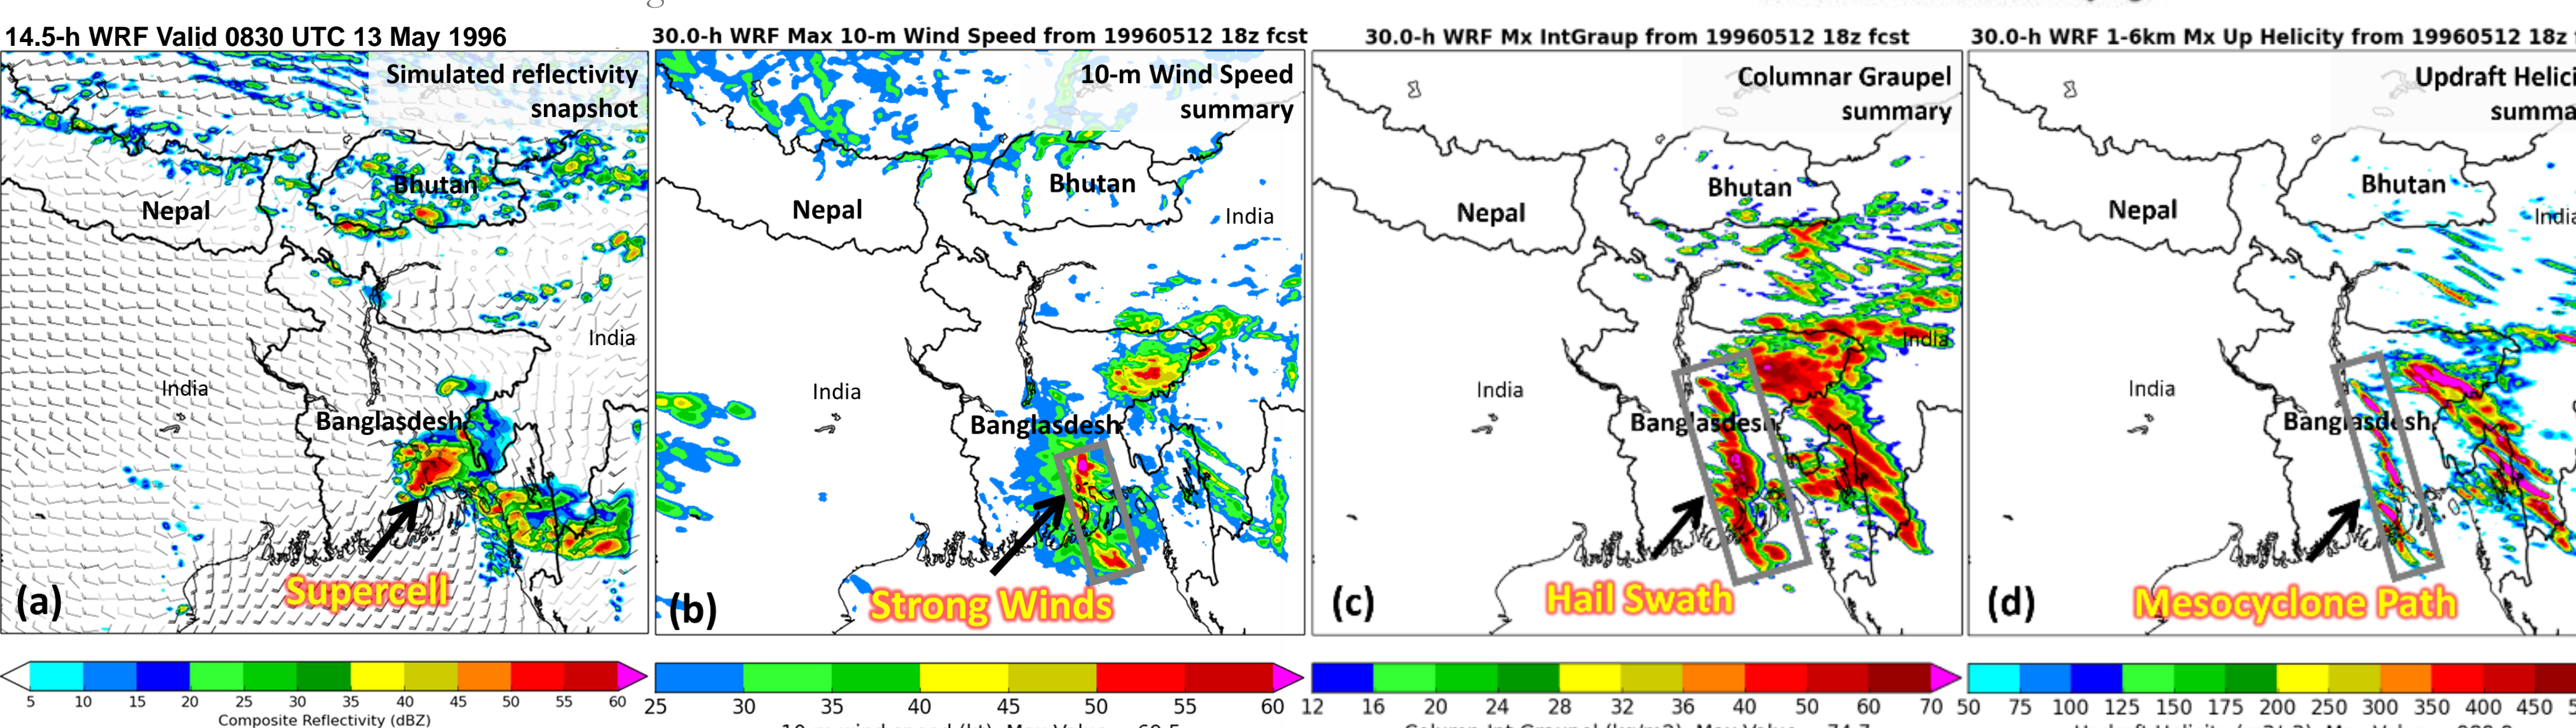 14.5-h WRF Valid 0830 UTC 13 May 1996
Simulated reflectivity
snapshot
Bhutan
Nepal
India
India
Banglasdesh
Supercell
(a)
5 10 15 20 25 30 35 40 45 50 55 60
Composite Reflectivity (dBZ)
30.0-h WRF Max 10-m Wind Speed from 19960512 18z fcst
10-m Wind Speed
summary
Bhutan
Nepal
India
India
Banglasdesh
Strong Winds
(b)
25 30 35 40 45 50 55 60
30.0-h WRF Mx IntGraup from 19960512 18z fcst
Columnar Graupel
summary
Bhutan
Nepal
India
India
Banglasdesh
Hail Swath
(c)
12 16 20 24 28 32 36 40 50 60 70
30.0-h WRF 1-6km Mx Up Helicity from 19960512 18z
Updraft Helici
summa
Bhutan
Nepal
India
India
Banglasdesh
Mesocyclone Path
(d)
50 75 100 125 150 175 200 250 300 350 400 450